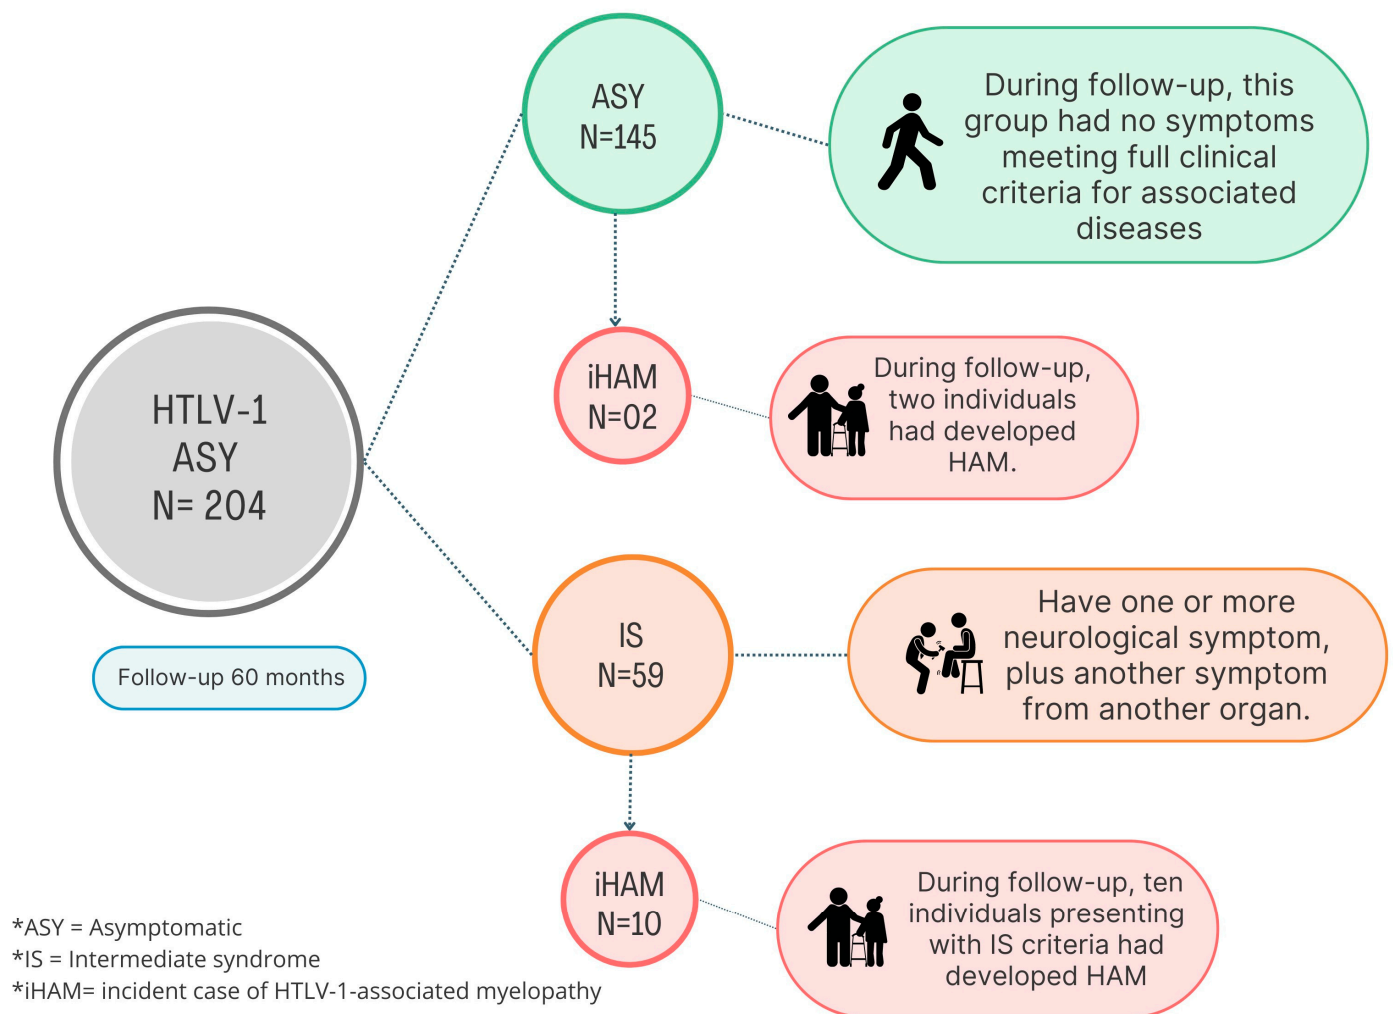 ASY
N=145
During follow-up, this
group had no symptoms
meeting full clinical
criteria for associated
diseases
iHAM
N=02
During follow-up,
two individuals
had developed
HAM.
HTLV-1
ASY
N= 204
Follow-up 60 months
IS
N=59
Have one or more
neurological symptom,
plus another symptom
from another organ.
iHAM
N=10
During follow-up, ten
individuals presenting
with IS criteria had
developed HAM
*ASY = Asymptomatic
*IS = Intermediate syndrome
*iHAM= incident case of HTLV-1-associated myelopathy